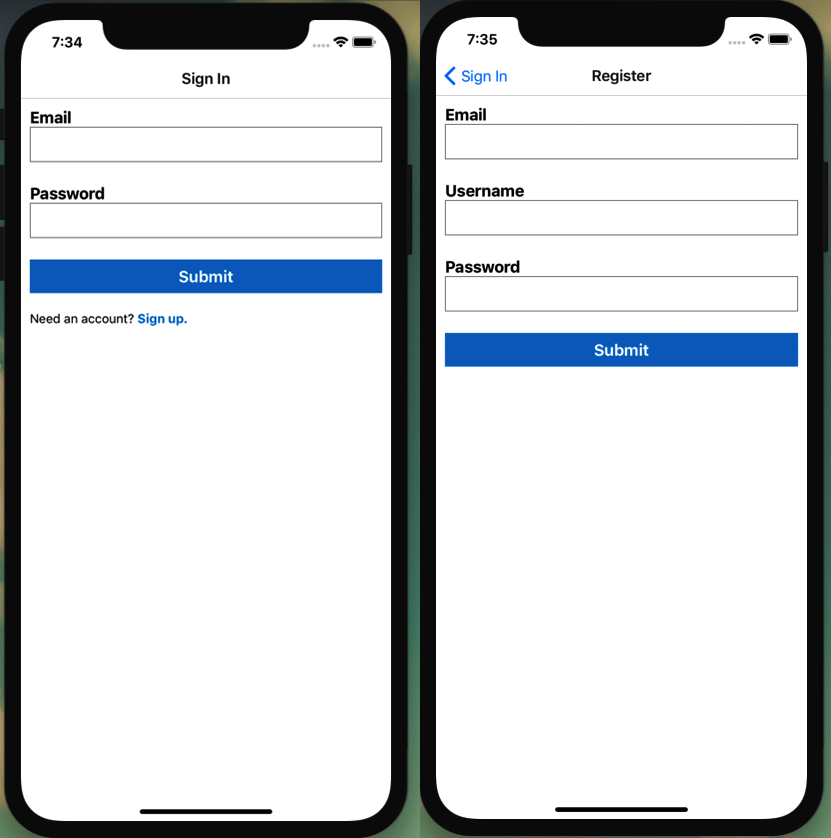 7:34
Sign In
Email
Password
Submit
Need an account? Sign up.
7:35
Sign In
Register
Email
Username
Password
Submit